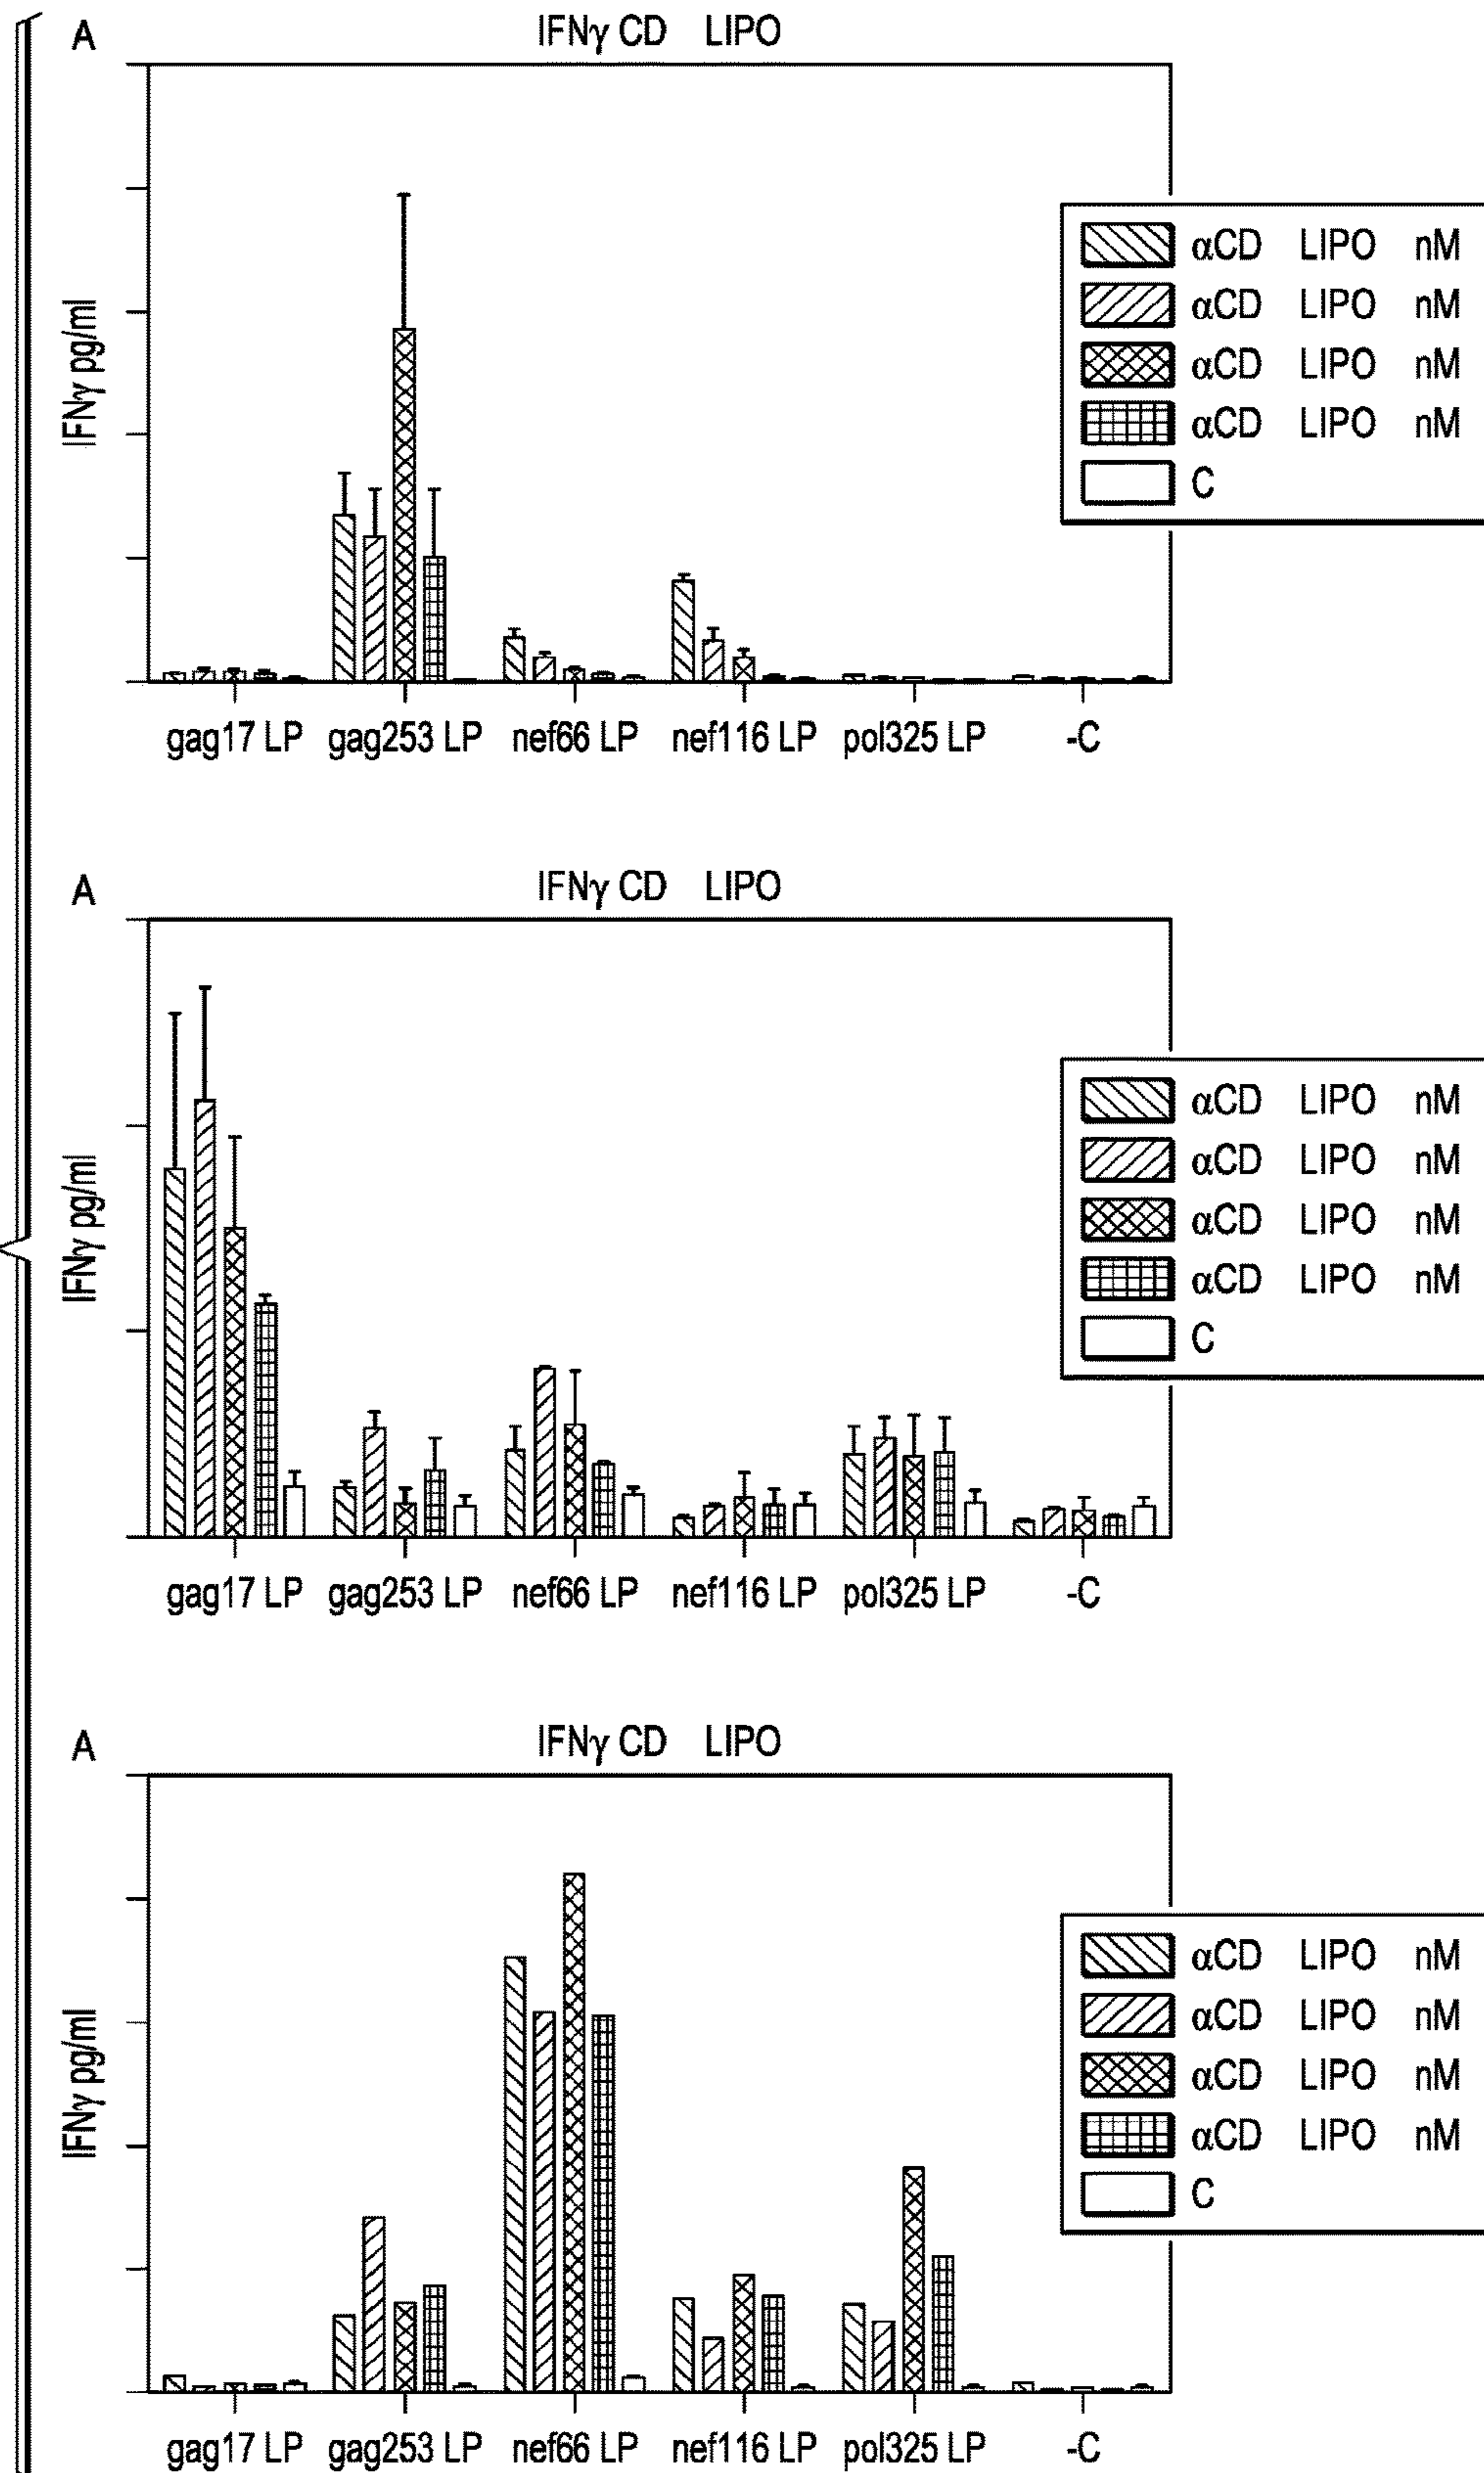 A
IFNγ CD LIPO
IFNγ pg/ml
αCD LIPO nM
αCD LIPO nM
αCD LIPO nM
αCD LIPO nM
C
gag17 LP gag253 LP nef66 LP nef116 LP pol325 LP -C
A
IFNγ CD LIPO
IFNγ pg/ml
αCD LIPO nM
αCD LIPO nM
αCD LIPO nM
αCD LIPO nM
C
gag17 LP gag253 LP nef66 LP nef116 LP pol325 LP -C
A
IFNγ CD LIPO
IFNγ pg/ml
αCD LIPO nM
αCD LIPO nM
αCD LIPO nM
αCD LIPO nM
C
gag17 LP gag253 LP nef66 LP nef116 LP pol325 LP -C